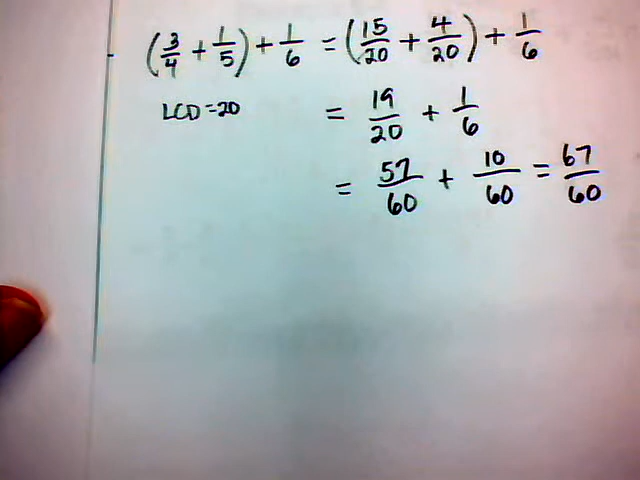 (3/4 + 1/5) + 1/6 = (15/20 + 4/20) + 1/6
LCD = 20 = 19/20 + 1/6
= 57/60 + 10/60 = 67/60